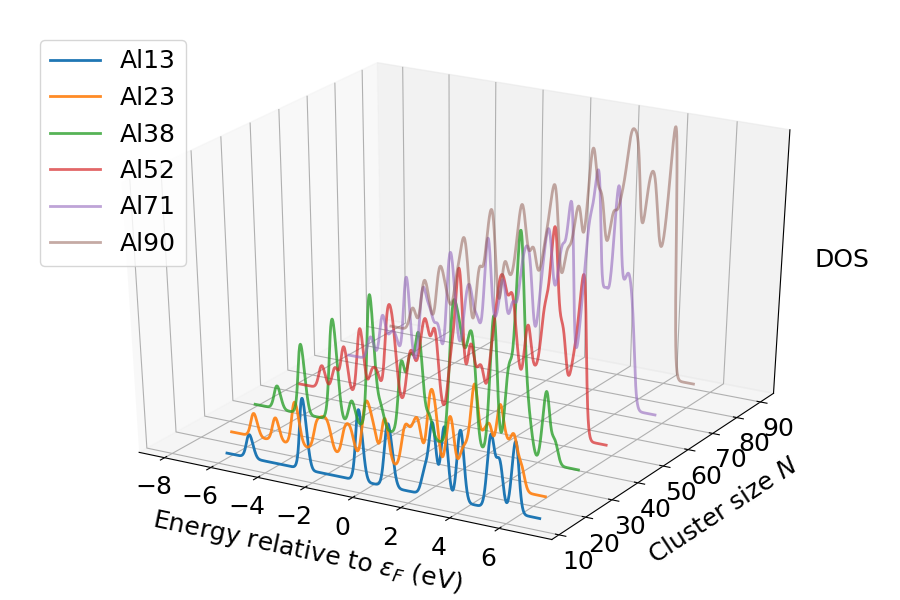 Al13
Al23
Al38
Al52
Al71
Al90
DOS
−8 −6 −4 −2 0 2 4 6
Energy relative to εF (eV)
10 20 30 40 50 60 70 80 90
Cluster size N